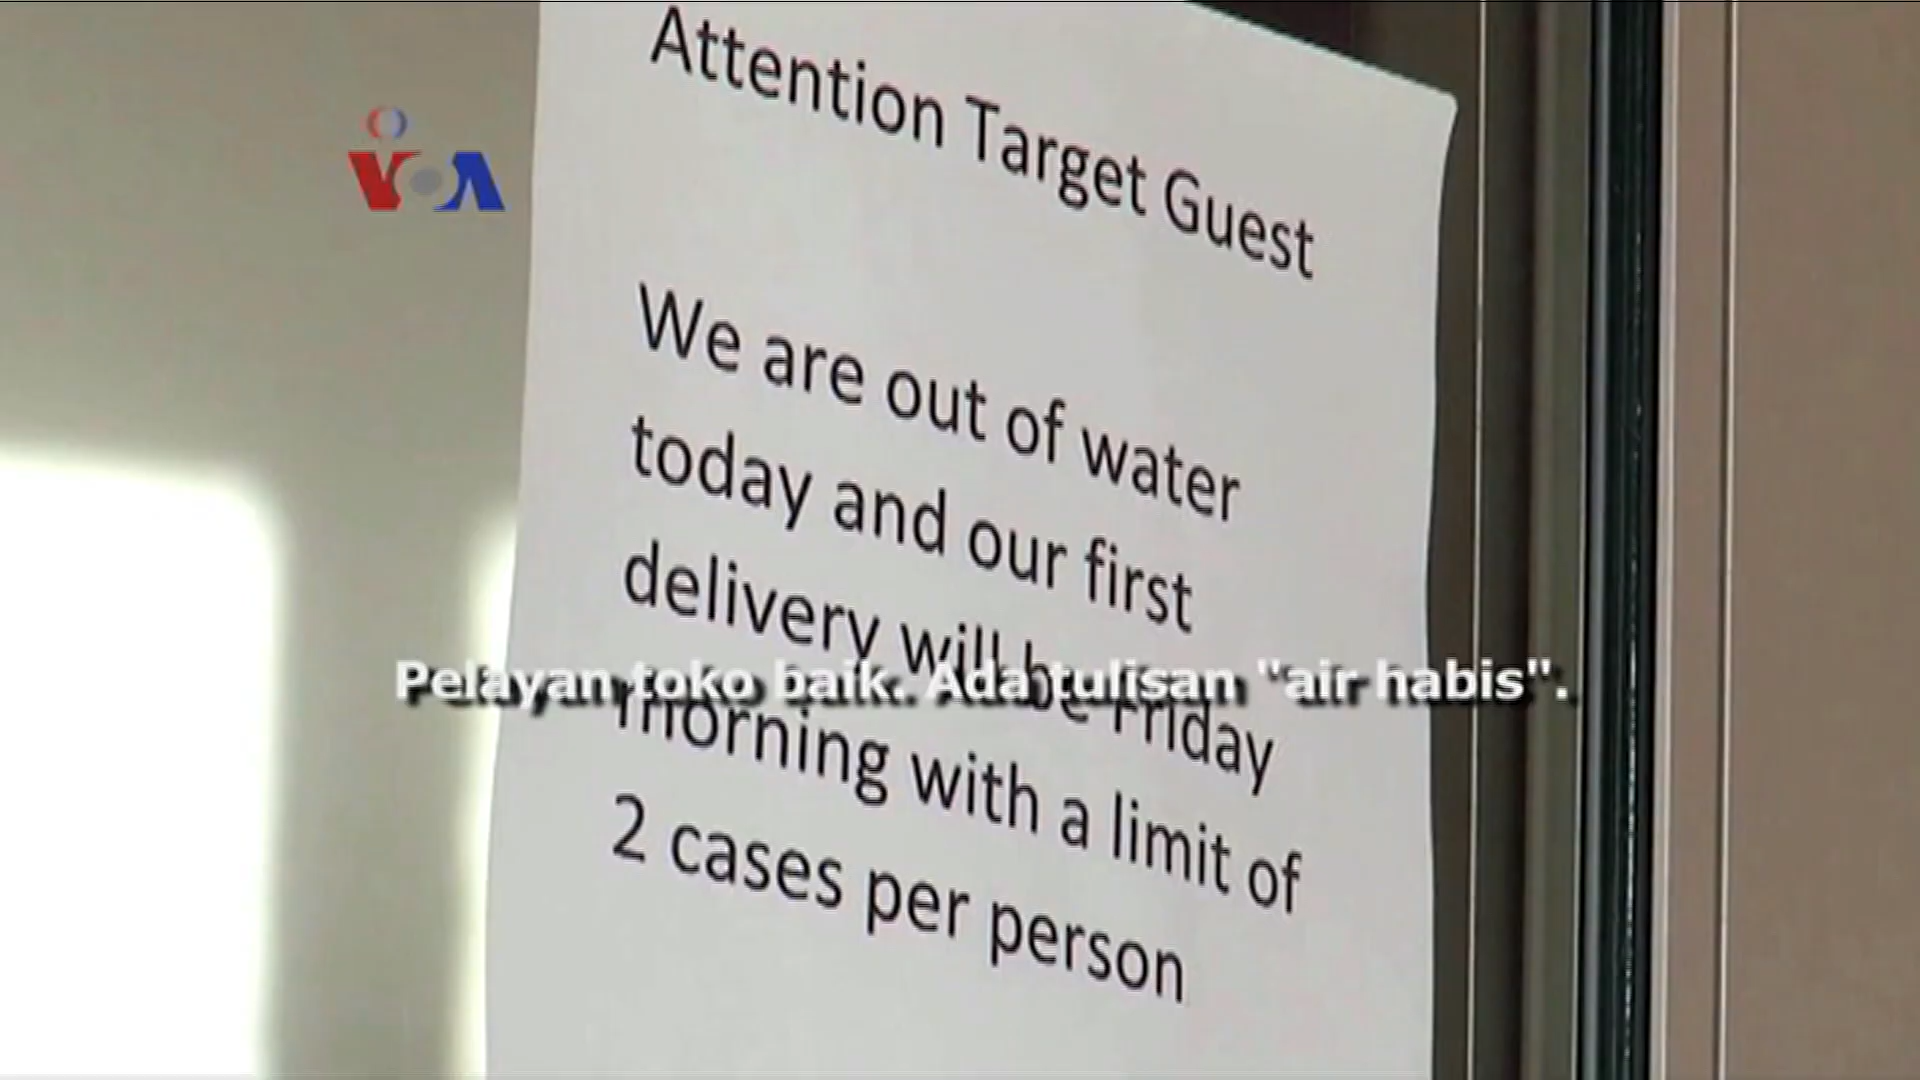 VOA
Attention Target Guest
We are out of water
today and our first
delivery will be Friday
morning with a limit of
2 cases per person
Pelayan toko baik. Ada tulisan "air habis".